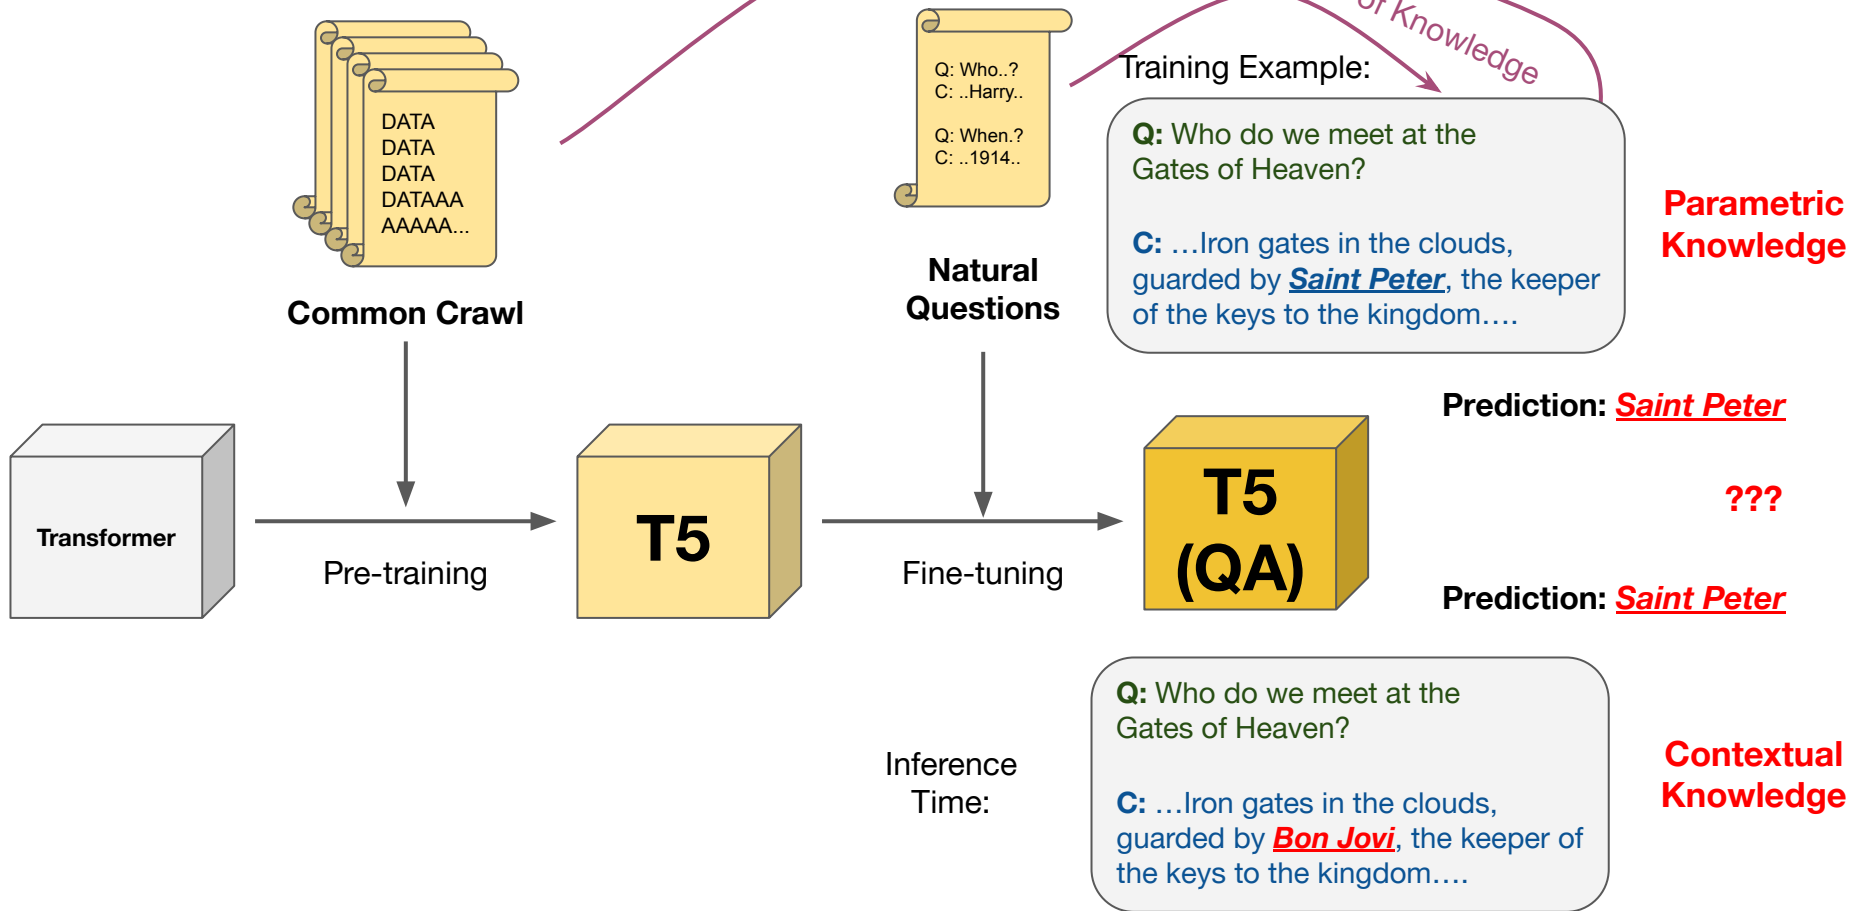 of Knowledge
DATA
DATA
DATA
DATAAA
AAAAA...
Common Crawl
Q: Who..?
C: ..Harry..
Q: When.?
C: ..1914..
Natural
Questions
Training Example:
Q: Who do we meet at the
Gates of Heaven?
C: …Iron gates in the clouds,
guarded by Saint Peter, the keeper
of the keys to the kingdom….
Parametric
Knowledge
Transformer
Pre-training
T5
Fine-tuning
T5
(QA)
Prediction: Saint Peter
???
Prediction: Saint Peter
Inference
Time:
Q: Who do we meet at the
Gates of Heaven?
C: …Iron gates in the clouds,
guarded by Bon Jovi, the keeper of
the keys to the kingdom….
Contextual
Knowledge